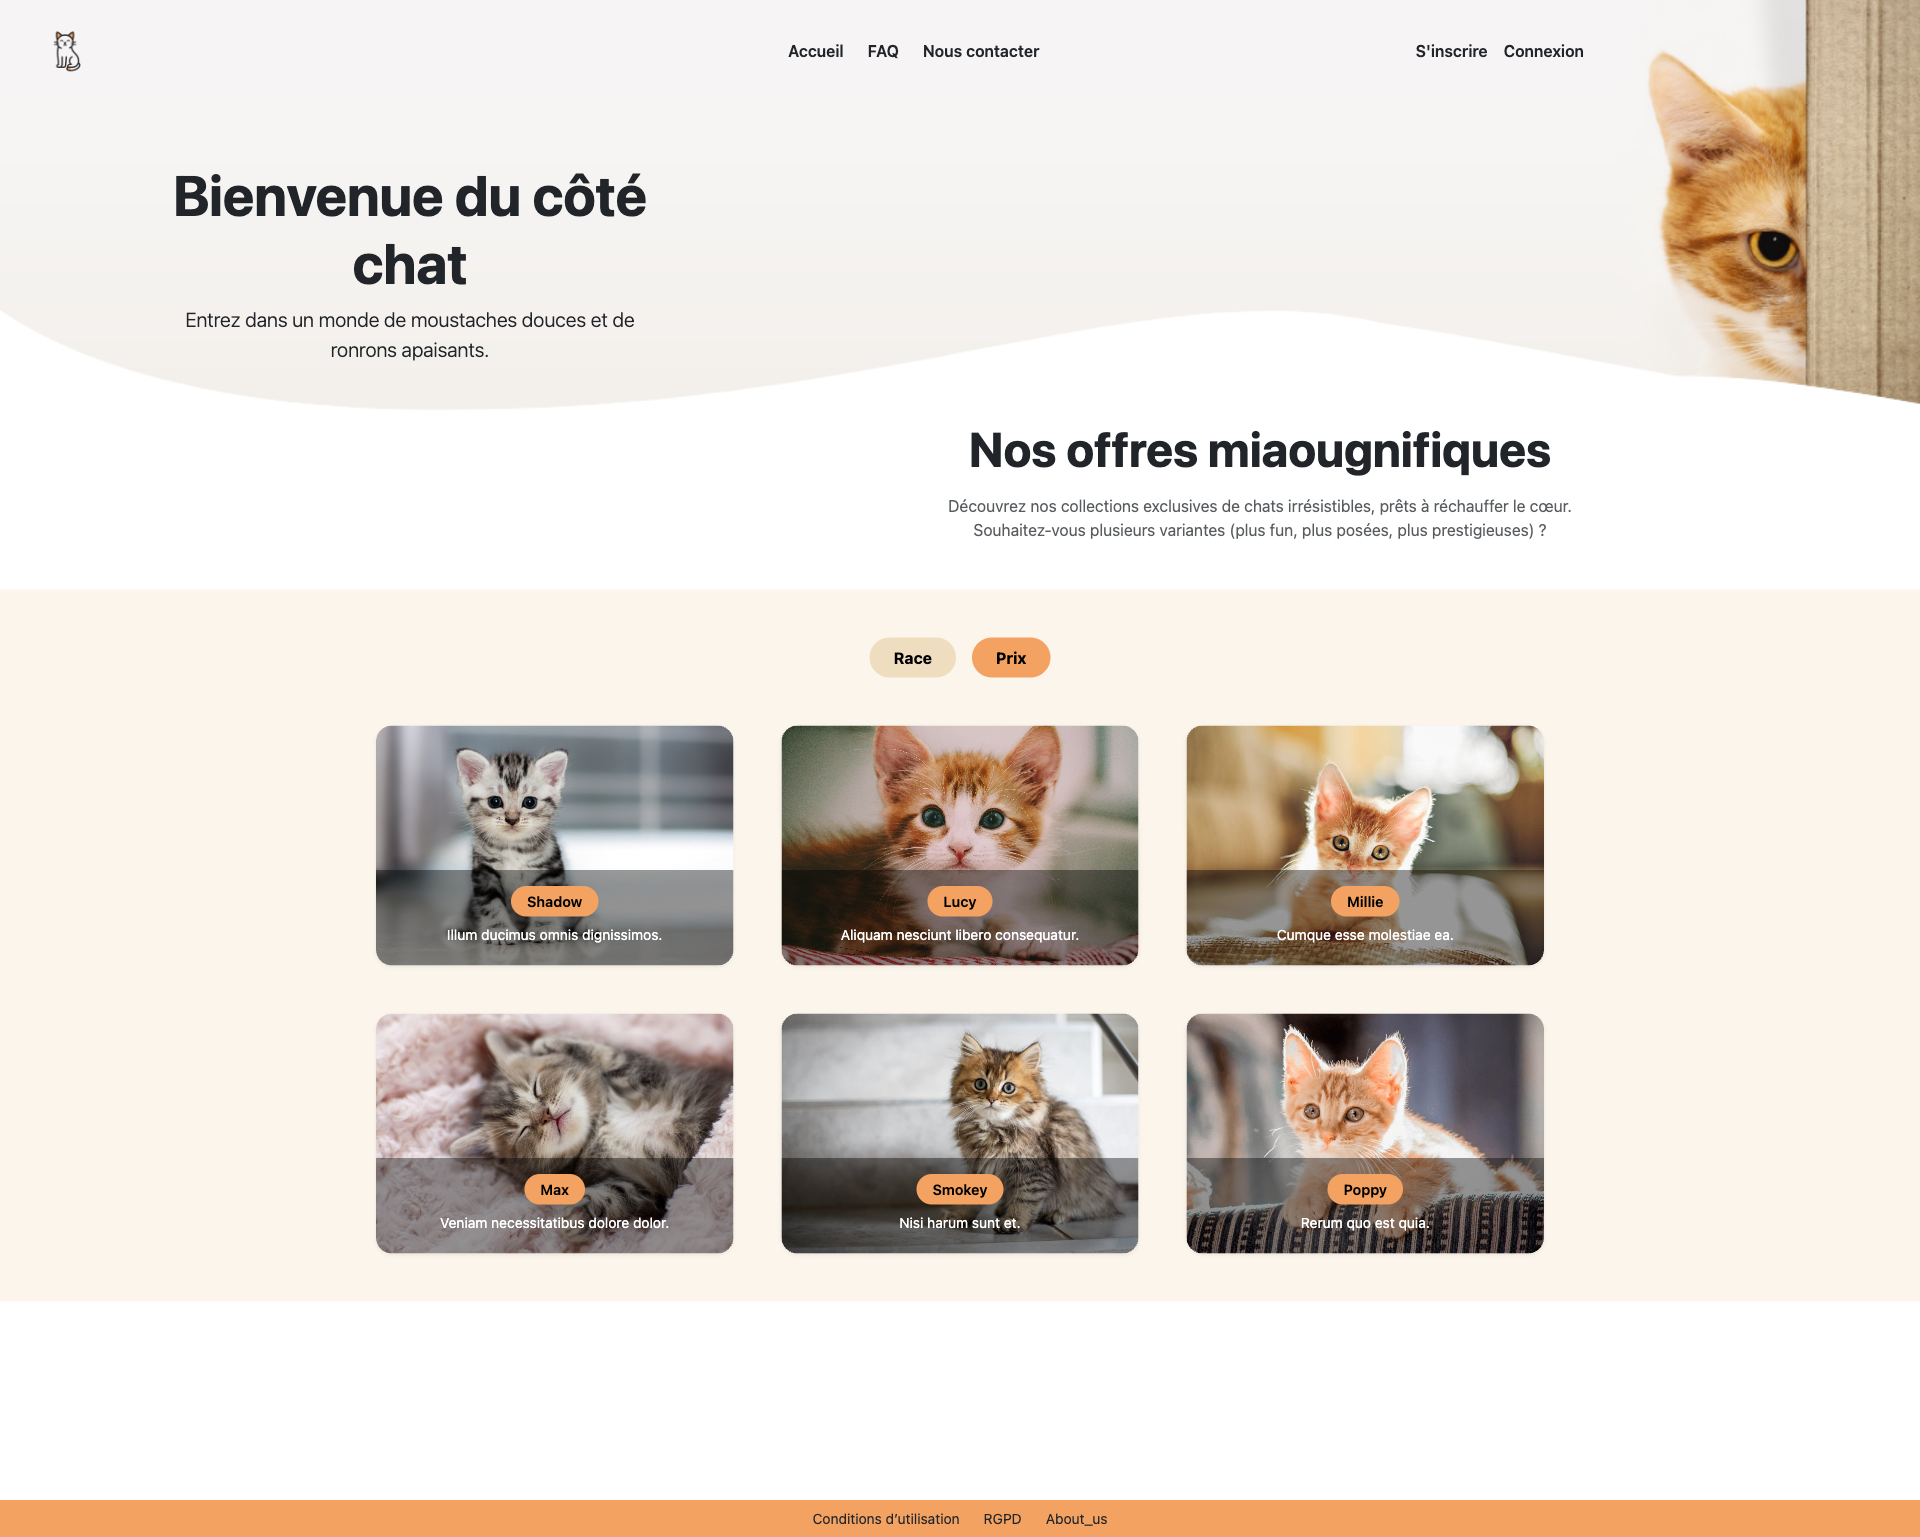 Accueil FAQ Nous contacter S'inscrire Connexion
Bienvenue du côté
chat
Entrez dans un monde de moustaches douces et de
ronrons apaisants.
Nos offres miaougnifiques
Découvrez nos collections exclusives de chats irrésistibles, prêts à réchauffer le cœur.
Souhaitez-vous plusieurs variantes (plus fun, plus posées, plus prestigieuses) ?
Race Prix
Shadow
Illum ducimus omnis dignissimos.
Lucy
Aliquam nesciunt libero consequatur.
Millie
Cumque esse molestiae ea.
Max
Veniam necessitatibus dolore dolor.
Smokey
Nisi harum sunt et.
Poppy
Rerum quo est quia.
Conditions d’utilisation RGPD About_us